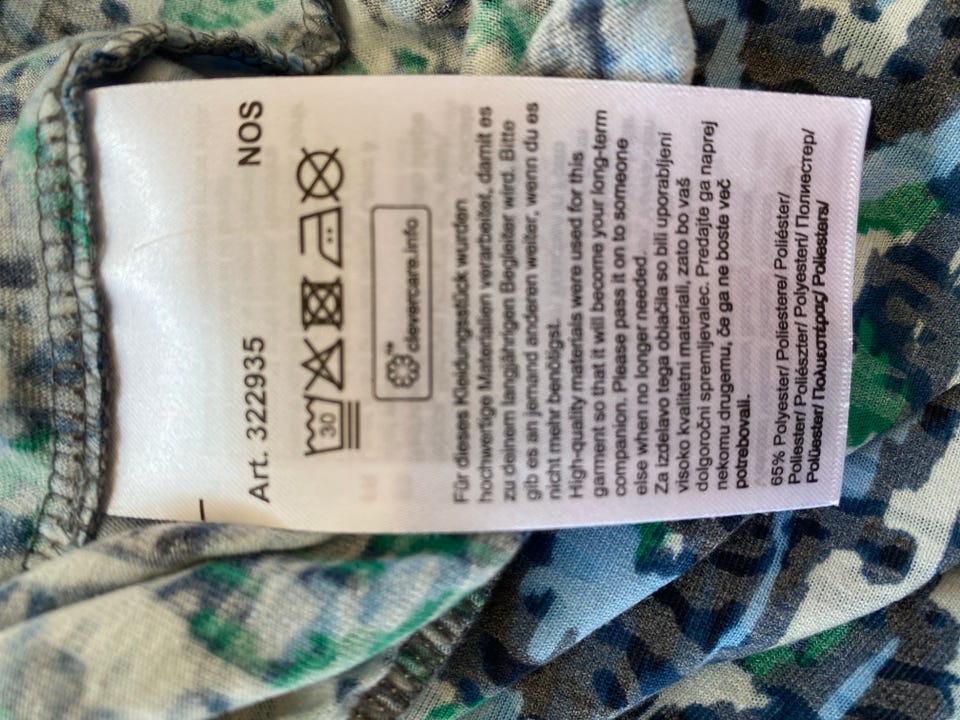 Art. 322935 NOS
30
clevercare.info
Für dieses Kleidungsstück wurden
hochwertige Materialien verarbeitet, damit es
zu deinem langjährigen Begleiter wird. Bitte
gib es an jemand anderen weiter, wenn du es
nicht mehr benötigst.
High-quality materials were used for this
garment so that it will become your long-term
companion. Please pass it on to someone
else when no longer needed.
Za izdelavo tega oblačila so bili uporabljeni
visoko kvalitetni materiali, zato bo vaš
dolgoročni spremljevalec. Predajte ga naprej
nekomu drugemu, če ga ne boste več
potrebovali.
65% Polyester/ Poliestere/ Poliéster/
Poliester/ Poliészter/ Polyesteri/ Полиестер/
Polüester/ Πολυεστέρας/ Poliesters/